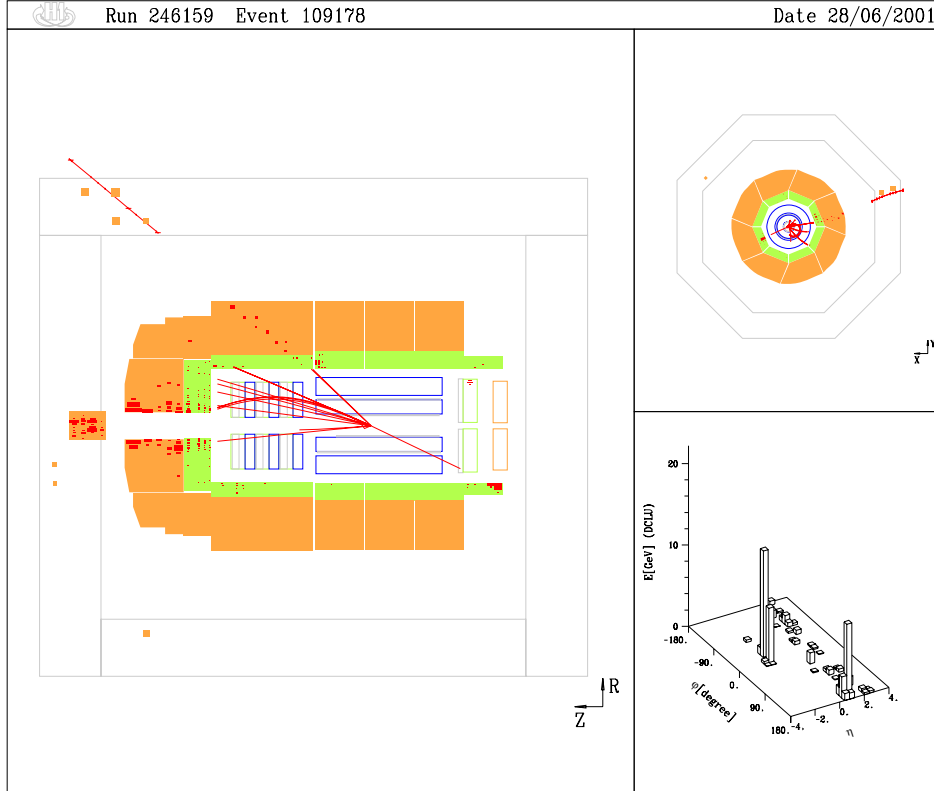 Run 246159 Event 109178 Date 28/06/2001
R
Z
X
E[GeV] (DCLU)
20
10
0
-180.
-90.
0.
90.
180.
-4.
-2.
0.
2.
4.
φ[degree]
η